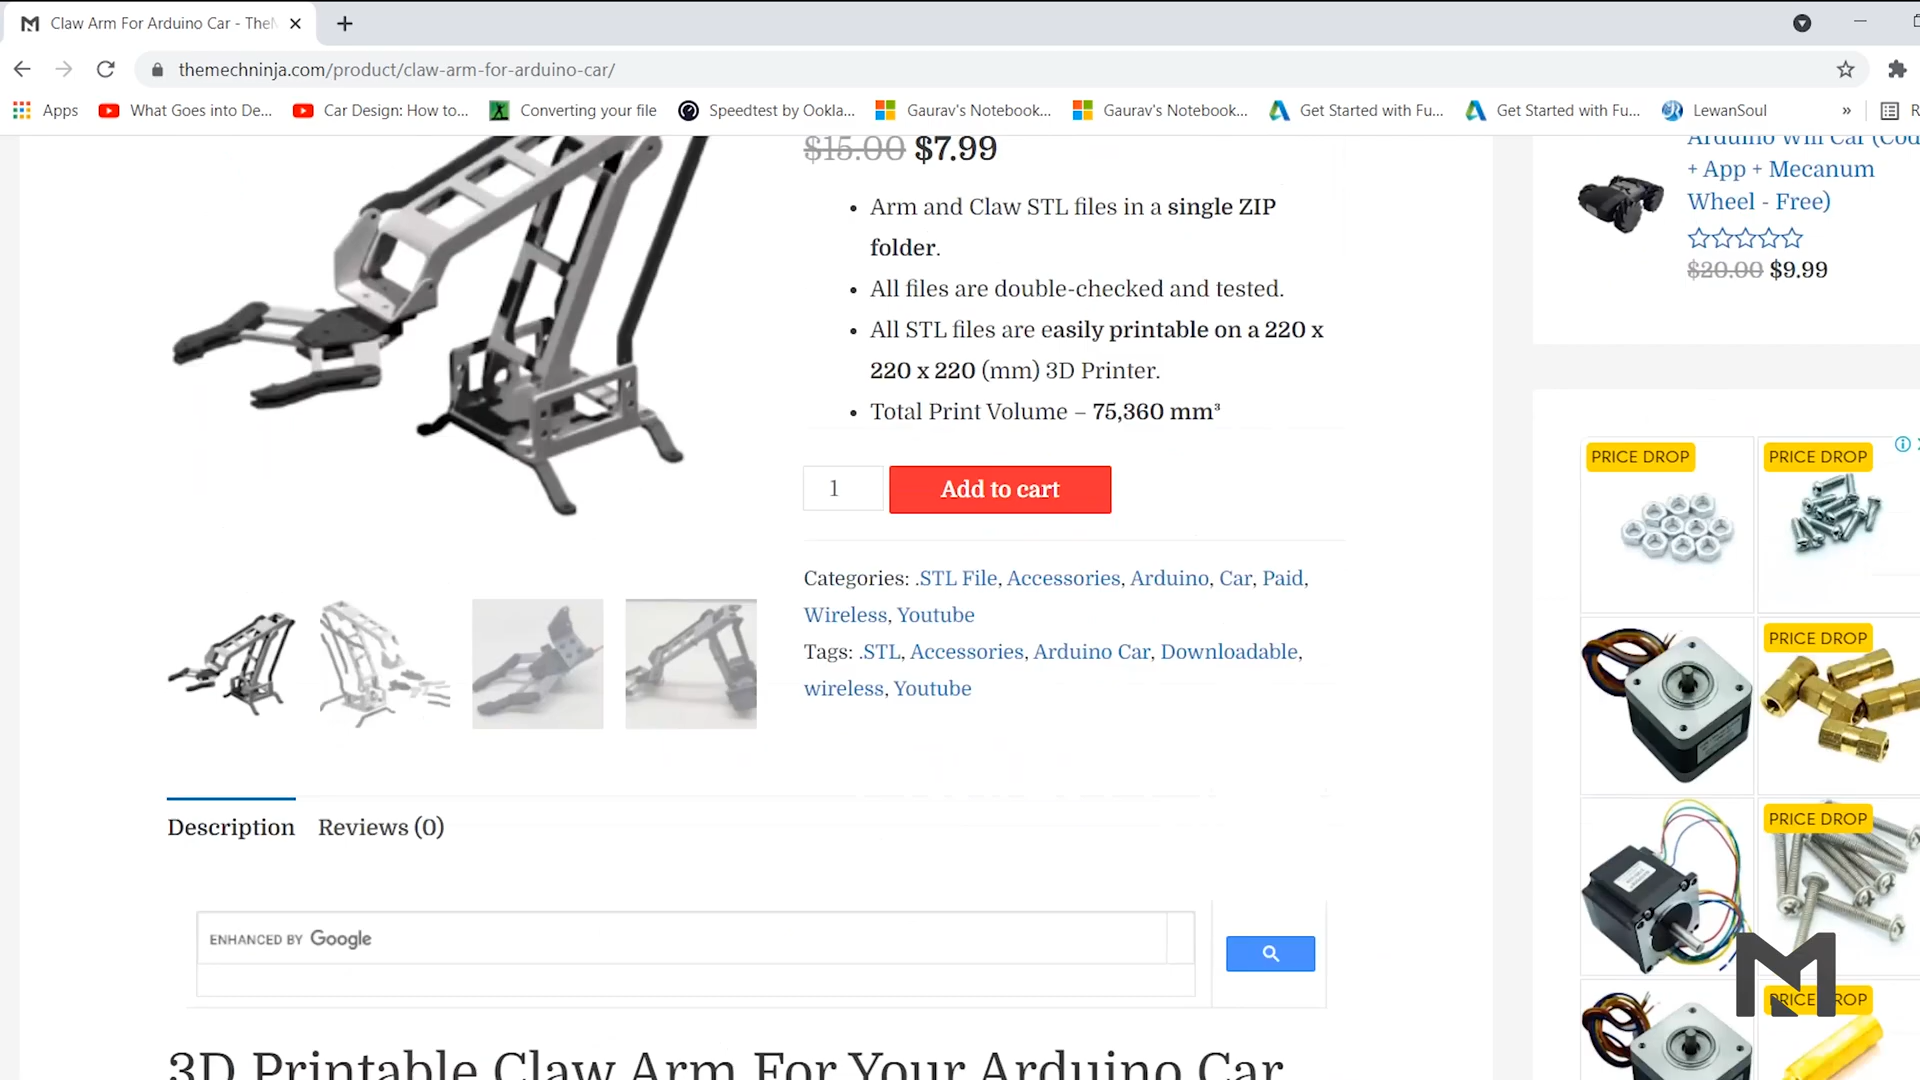 Claw Arm For Arduino Car - TheM
themechninja.com/product/claw-arm-for-arduino-car/
Apps
What Goes into De...
Car Design: How to...
Converting your file
Speedtest by Ookla...
Gaurav's Notebook...
Gaurav's Notebook...
Get Started with Fu...
Get Started with Fu...
LewanSoul
»
R
$15.00 $7.99
• Arm and Claw STL files in a single ZIP
folder.
• All files are double-checked and tested.
• All STL files are easily printable on a 220 x
220 x 220 (mm) 3D Printer.
• Total Print Volume – 75,360 mm³
1
Add to cart
Categories: .STL File, Accessories, Arduino, Car, Paid,
Wireless, Youtube
Tags: .STL, Accessories, Arduino Car, Downloadable,
wireless, Youtube
Description
Reviews (0)
ENHANCED BY Google
3D Printable Claw Arm For Your Arduino Car
Arduino Wifi Car (Cod
+ App + Mecanum
Wheel - Free)
$20.00 $9.99
PRICE DROP
PRICE DROP
PRICE DROP
PRICE DROP
PRICE DROP